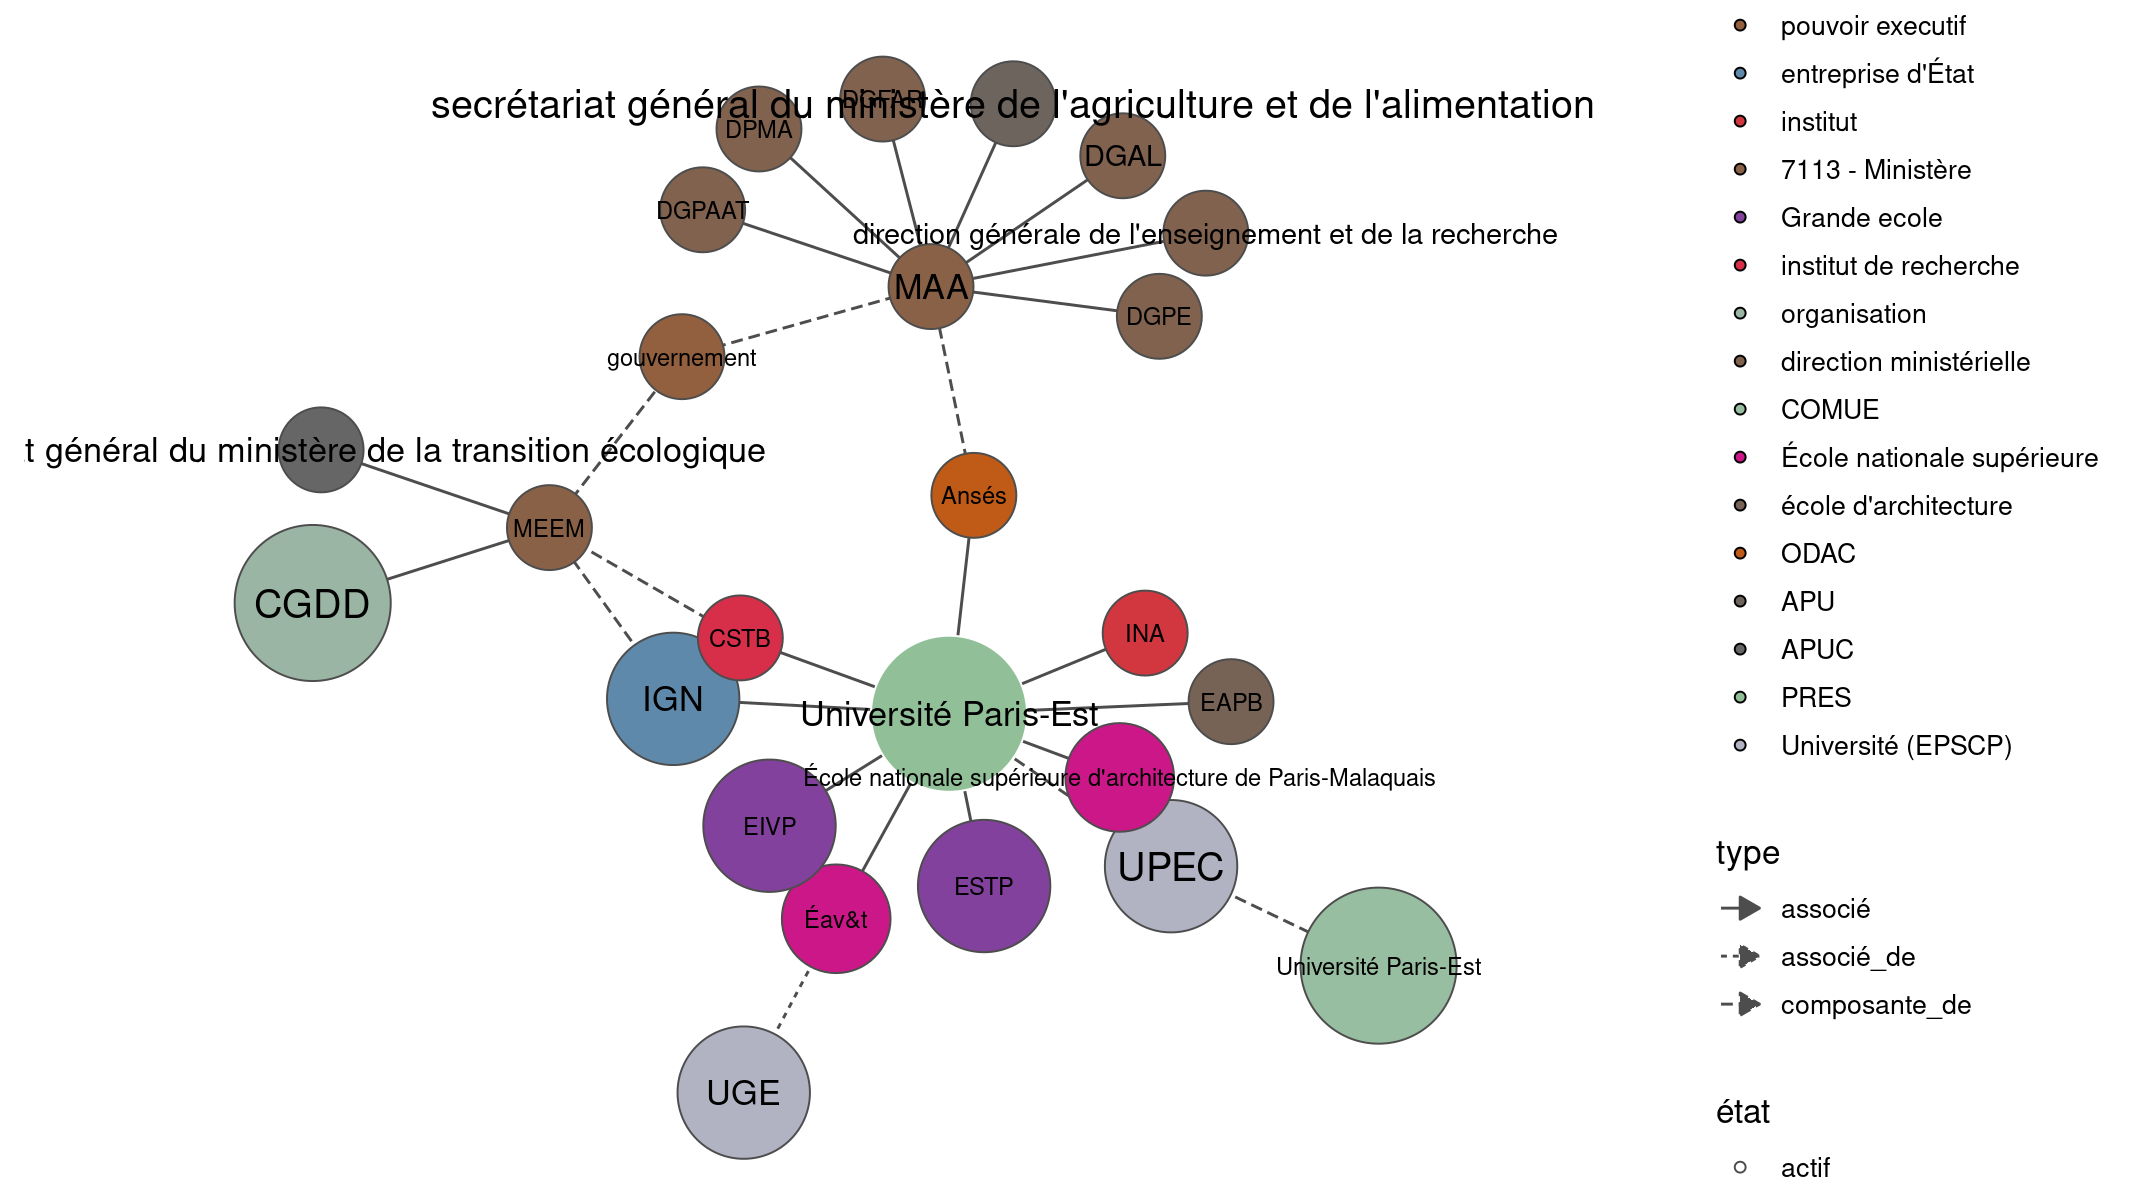 secrétariat général du ministère de l'agriculture et de l'alimentation
DGFAR
DPMA
DGAL
DGPAAT
direction générale de l'enseignement et de la recherche
MAA
DGPE
gouvernement
t général du ministère de la transition écologique
Ansés
MEEM
CGDD
CSTB
INA
IGN
EAPB
Université Paris-Est
École nationale supérieure d'architecture de Paris-Malaquais
EIVP
UPEC
ESTP
Éav&t
Université Paris-Est
UGE
pouvoir executif
entreprise d'État
institut
7113 - Ministère
Grande ecole
institut de recherche
organisation
direction ministérielle
COMUE
École nationale supérieure
école d'architecture
ODAC
APU
APUC
PRES
Université (EPSCP)
type
associé
associé_de
composante_de
état
actif